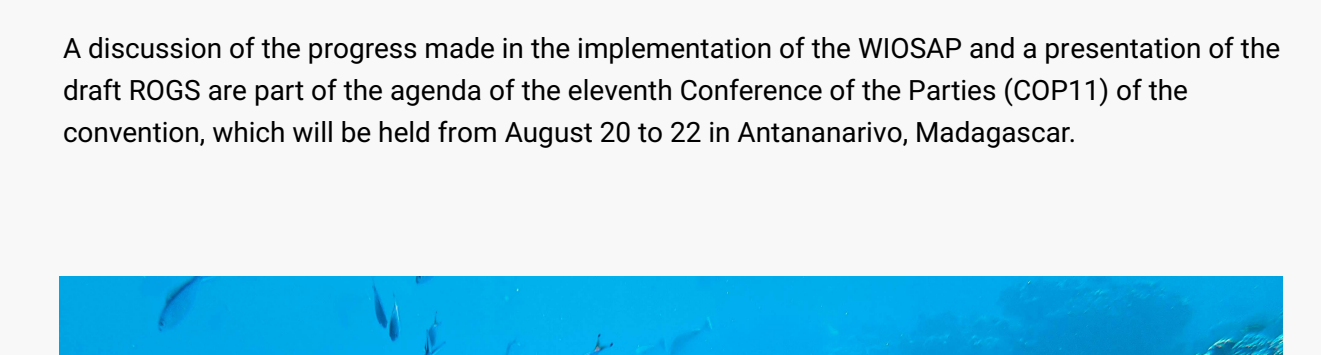 A discussion of the progress made in the implementation of the WIOSAP and a presentation of the
draft ROGS are part of the agenda of the eleventh Conference of the Parties (COP11) of the
convention, which will be held from August 20 to 22 in Antananarivo, Madagascar.